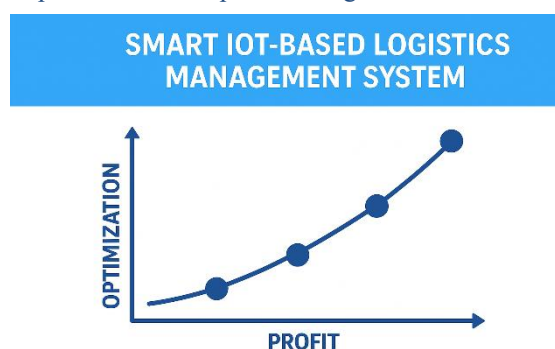 SMART IOT-BASED LOGISTICS
MANAGEMENT SYSTEM
OPTIMIZATION
PROFIT